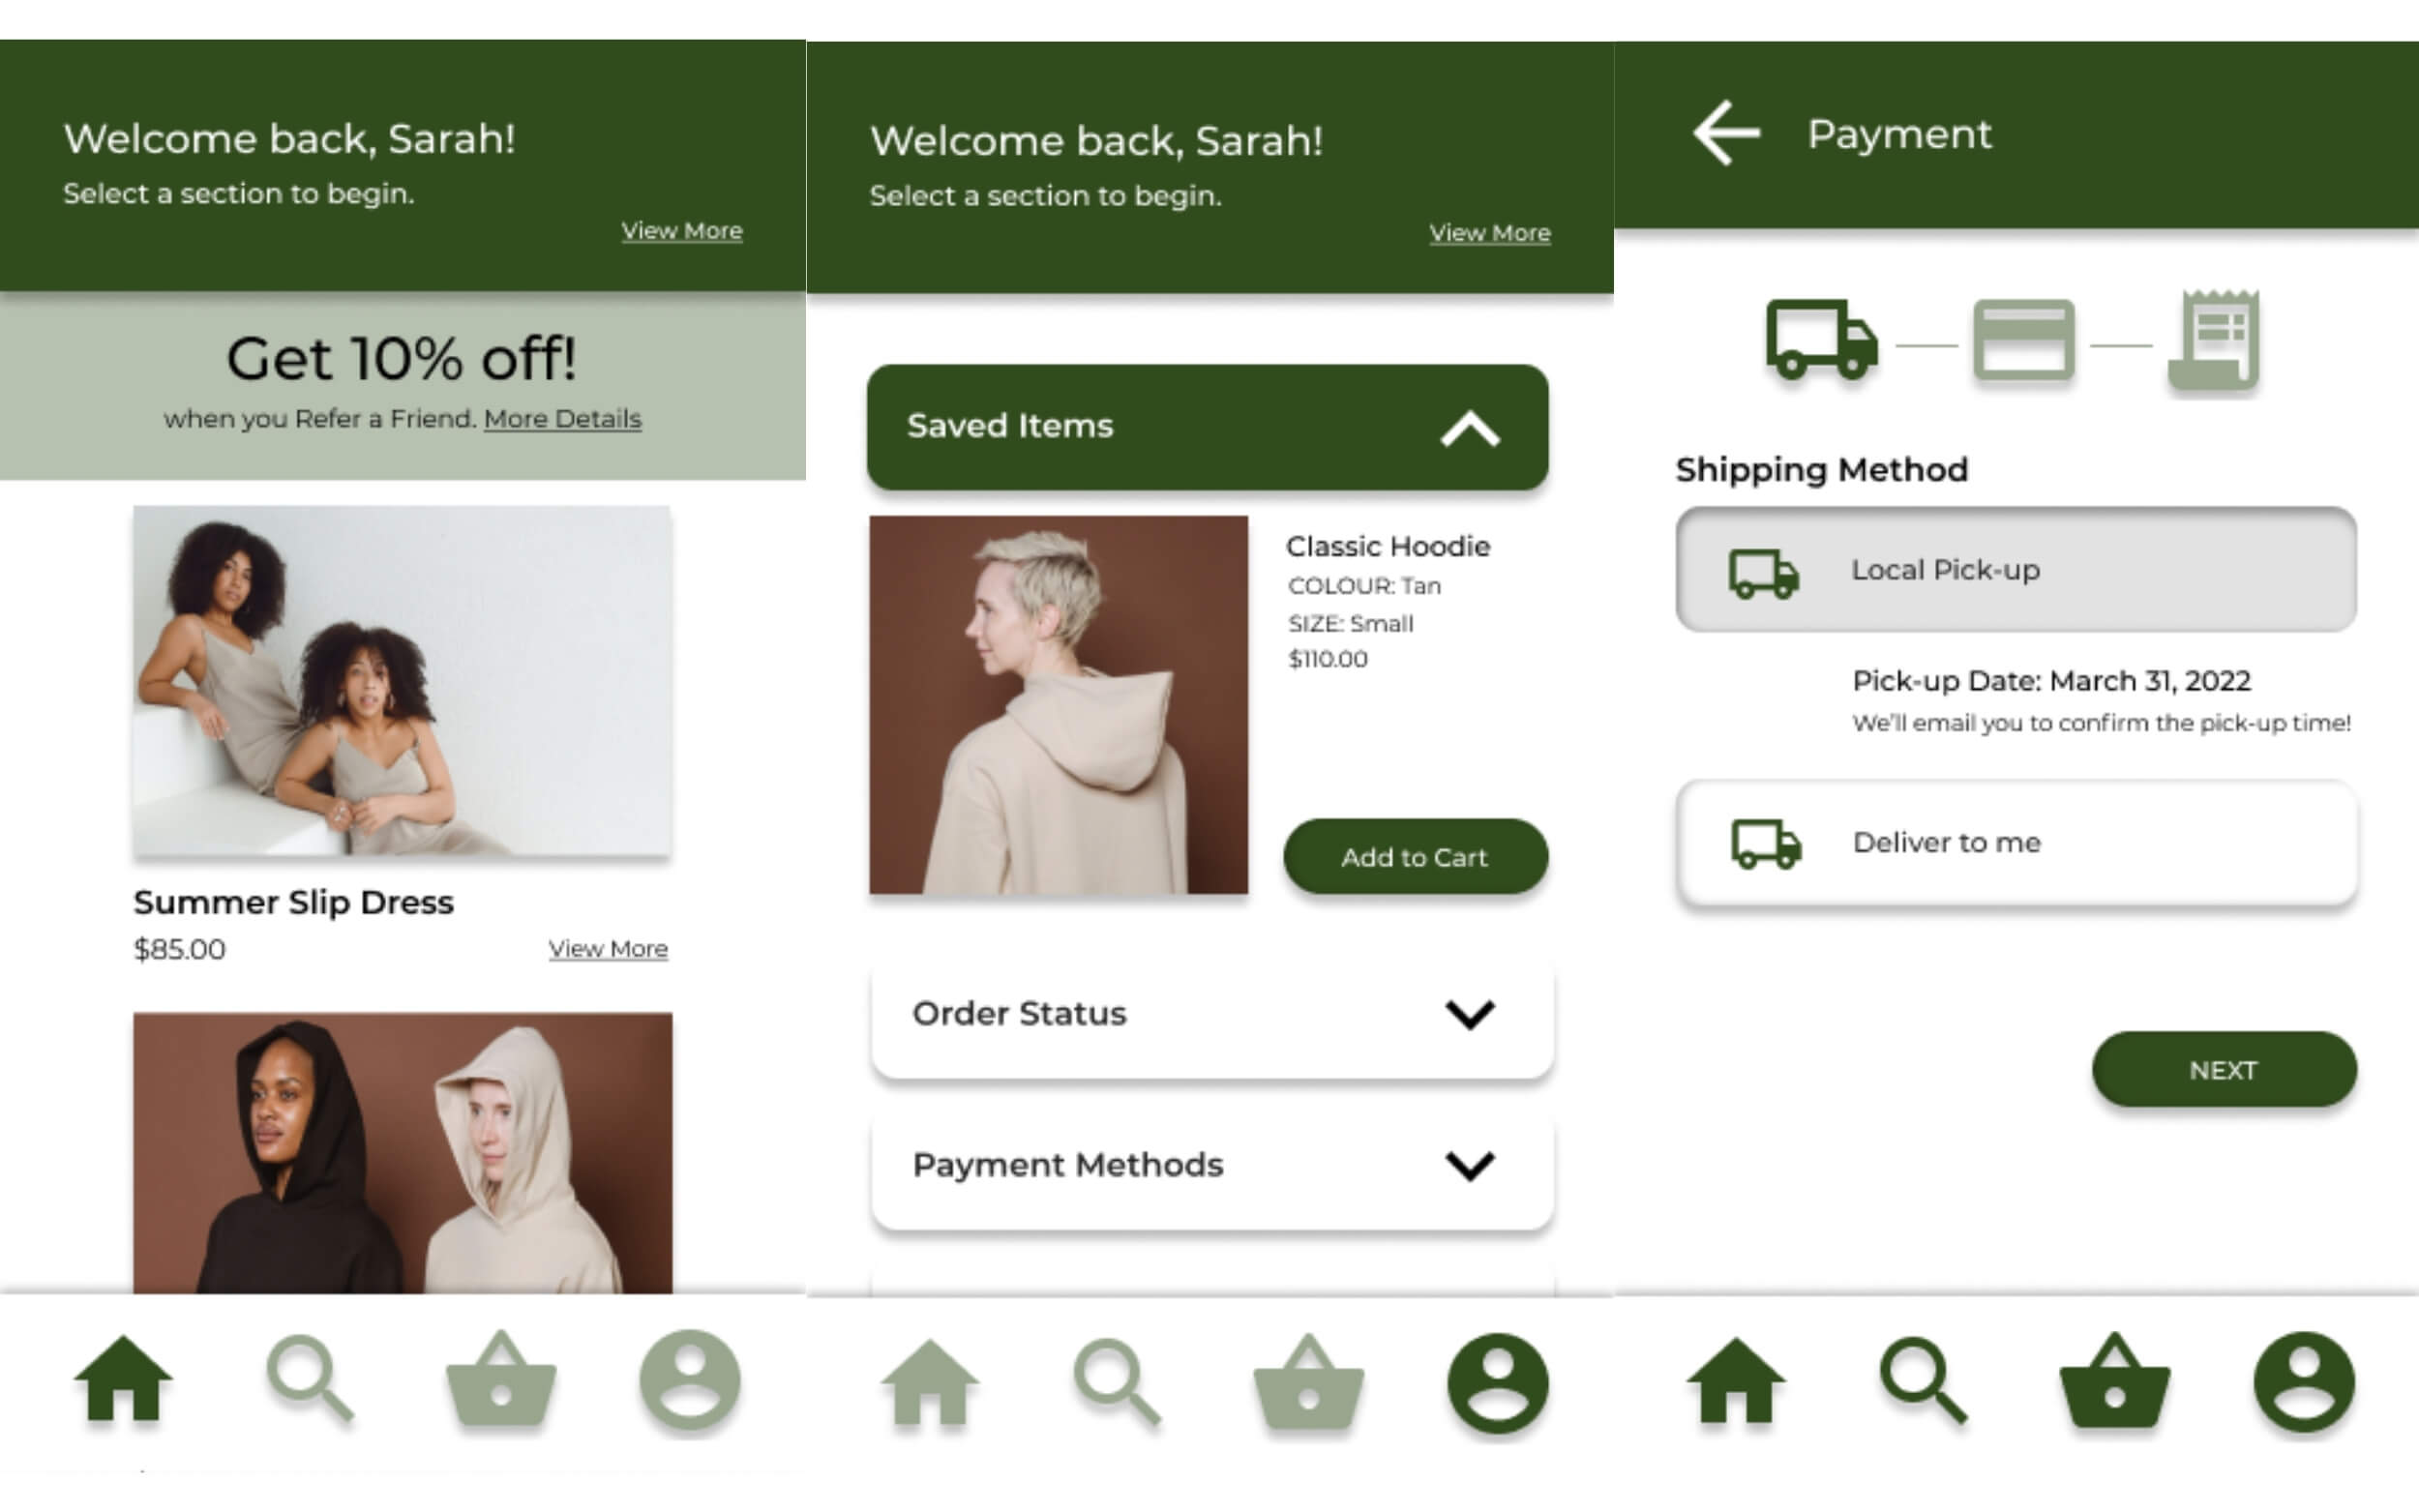 Welcome back, Sarah!
Select a section to begin.
View More
Get 10% off!
when you Refer a Friend. More Details
Summer Slip Dress
$85.00
View More
Welcome back, Sarah!
Select a section to begin.
View More
Saved Items
Classic Hoodie
COLOUR: Tan
SIZE: Small
$110.00
Add to Cart
Order Status
Payment Methods
Payment
Shipping Method
Local Pick-up
Pick-up Date: March 31, 2022
We'll email you to confirm the pick-up time!
Deliver to me
NEXT